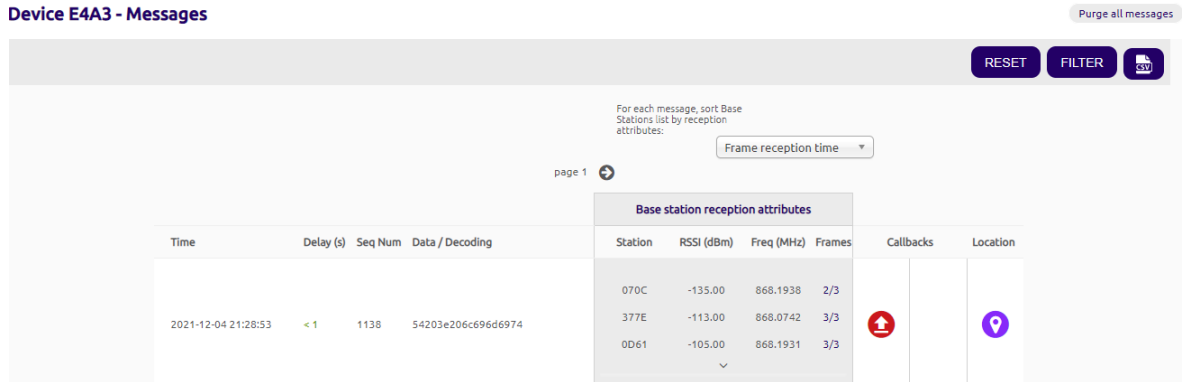 Device E4A3 - Messages
Purge all messages
RESET FILTER CSV
For each message, sort Base
Stations list by reception
attributes:
Frame reception time
page 1
Base station reception attributes
Time Delay (s) Seq Num Data / Decoding Station RSSI (dBm) Freq (MHz) Frames Callbacks Location
070C -135.00 868.1938 2/3
2021-12-04 21:28:53 < 1 1138 54203e206c696d6974 377E -113.00 868.0742 3/3
0D61 -105.00 868.1931 3/3